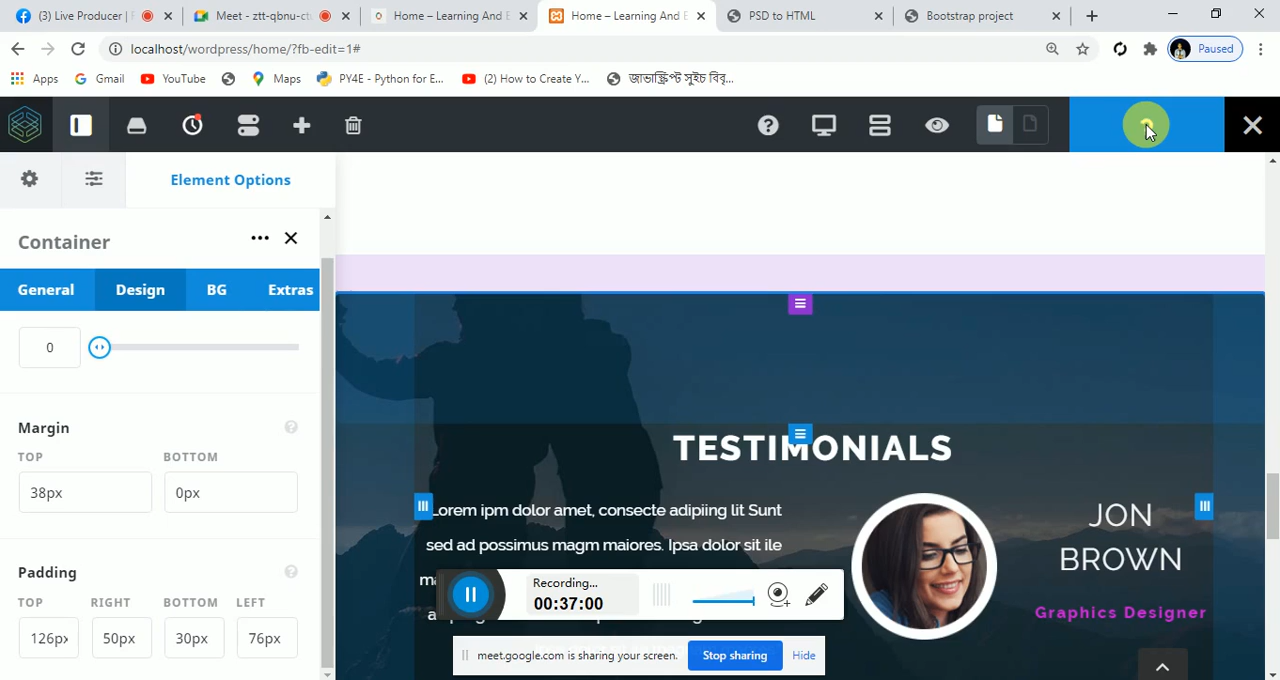 (3) Live Producer | F
Meet - ztt-qbnu-ct
Home – Learning And E
Home – Learning And E
PSD to HTML
Bootstrap project
localhost/wordpress/home/?fb-edit=1#
Paused
Apps
Gmail
YouTube
Maps
PY4E - Python for E...
(2) How to Create Y...
জাভাস্ক্রিপ্ট সুইচ বিবৃ...
Element Options
Container
General
Design
BG
Extras
0
Margin
TOP
BOTTOM
38px
0px
Padding
TOP
RIGHT
BOTTOM
LEFT
126px
50px
30px
76px
TESTIMONIALS
Lorem ipm dolor amet, consecte adipiing lit Sunt
sed ad possimus magm maiores. Ipsa dolor sit ile
JON
BROWN
Graphics Designer
Recording...
00:37:00
meet.google.com is sharing your screen.
Stop sharing
Hide